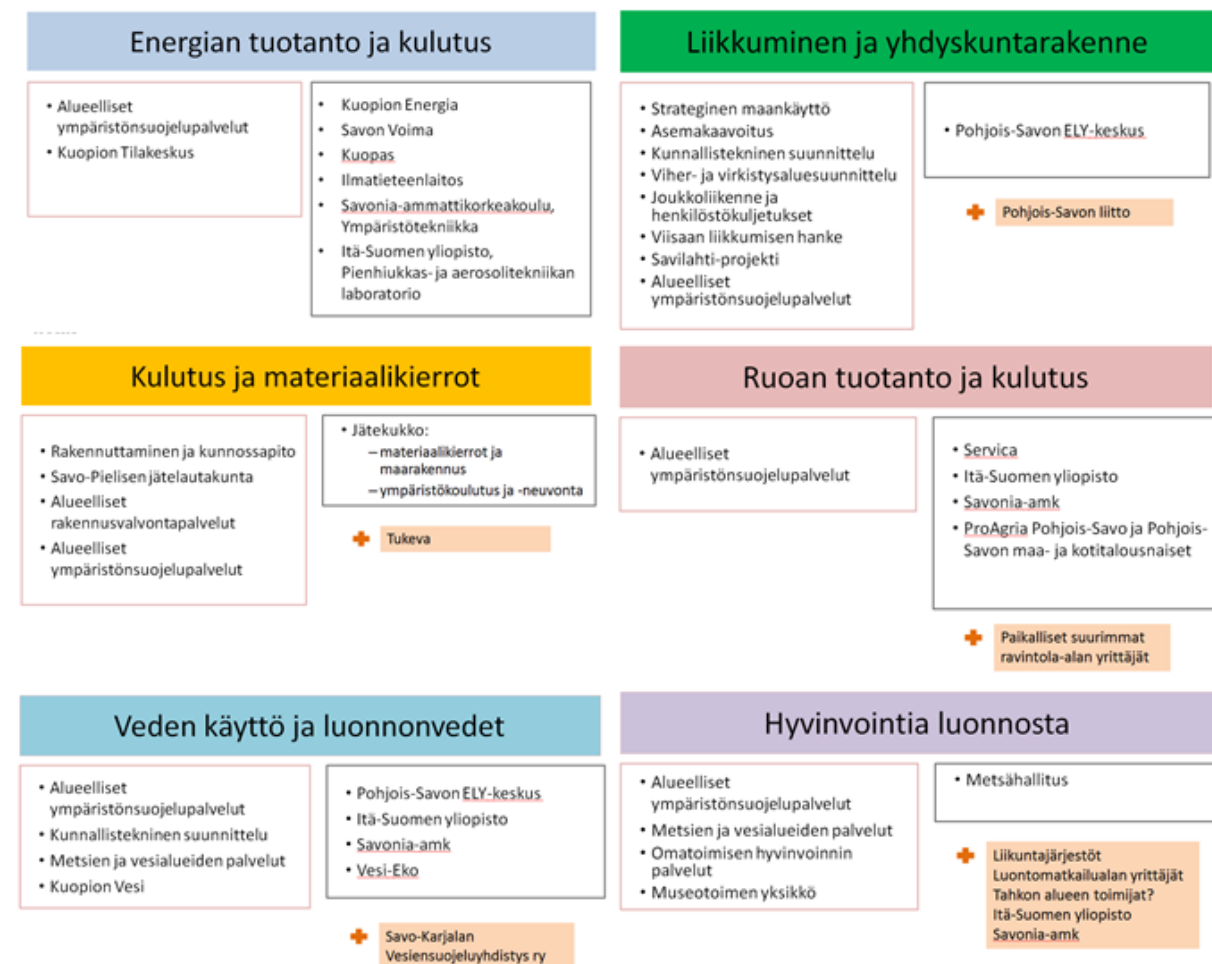 Energian tuotanto ja kulutus
• Alueelliset
ympäristönsuojelupalvelut
• Kuopion Tilakeskus
• Kuopion Energia
• Savon Voima
• Kuopas
• Ilmatieteenlaitos
• Savonia-ammattikorkeakoulu,
Ympäristötekniikka
• Itä-Suomen yliopisto,
Pienhiukkas- ja aerosolitekniikan
laboratorio
Liikkuminen ja yhdyskuntarakenne
• Strateginen maankäyttö
• Asemakaavoitus
• Kunnallistekninen suunnittelu
• Viher- ja virkistysaluesuunnittelu
• Joukkoliikenne ja
henkilöstökuljetukset
• Viisaan liikkumisen hanke
• Savilahti-projekti
• Alueelliset
ympäristönsuojelupalvelut
• Pohjois-Savon ELY-keskus
Pohjois-Savon liitto
Kulutus ja materiaalikierrot
• Rakennuttaminen ja kunnossapito
• Savo-Pielisen jätelautakunta
• Alueelliset
rakennusvalvontapalvelut
• Alueelliset
ympäristönsuojelupalvelut
• Jätekukko:
– materiaalikierrot ja
maarakennus
– ympäristökoulutus ja -neuvonta
Tukeva
Ruoan tuotanto ja kulutus
• Alueelliset
ympäristönsuojelupalvelut
• Servica
• Itä-Suomen yliopisto
• Savonia-amk
• ProAgria Pohjois-Savo ja Pohjois-
Savon maa- ja kotitalousnaiset
Paikalliset suurimmat
ravintola-alan yrittäjät
Veden käyttö ja luonnonvedet
• Alueelliset
ympäristönsuojelupalvelut
• Kunnallistekninen suunnittelu
• Metsien ja vesialueiden palvelut
• Kuopion Vesi
• Pohjois-Savon ELY-keskus
• Itä-Suomen yliopisto
• Savonia-amk
• Vesi-Eko
Savo-Karjalan
Vesiensuojeluyhdistys ry
Hyvinvointia luonnosta
• Alueelliset
ympäristönsuojelupalvelut
• Metsien ja vesialueiden palvelut
• Omatoimisen hyvinvoinnin
palvelut
• Museotoimen yksikkö
• Metsähallitus
Liikuntajärjestöt
Luontomatkailualan yrittäjät
Tahkon alueen toimijat?
Itä-Suomen yliopisto
Savonia-amk